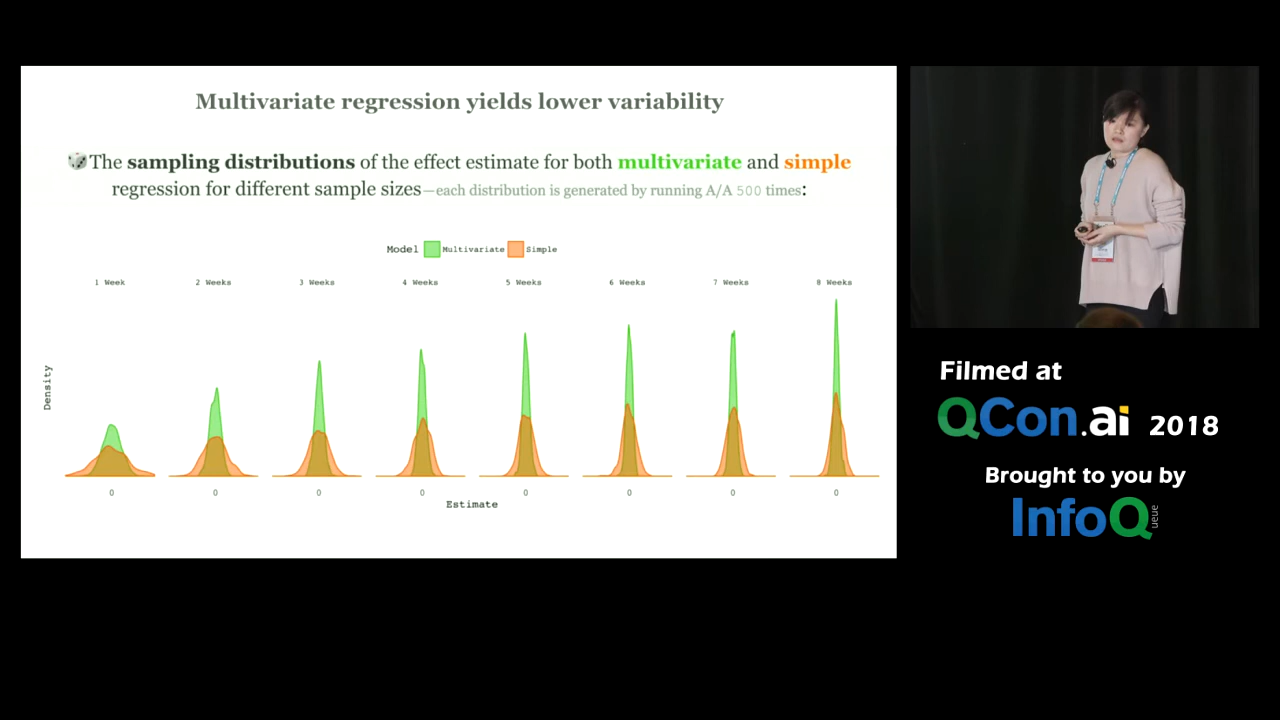 Multivariate regression yields lower variability
The sampling distributions of the effect estimate for both multivariate and simple
regression for different sample sizes—each distribution is generated by running A/A 500 times:
Model Multivariate Simple
1 Week 2 Weeks 3 Weeks 4 Weeks 5 Weeks 6 Weeks 7 Weeks 8 Weeks
Density
0 0 0 0 0 0 0 0
Estimate
Filmed at
QCon.ai 2018
Brought to you by
InfoQueue